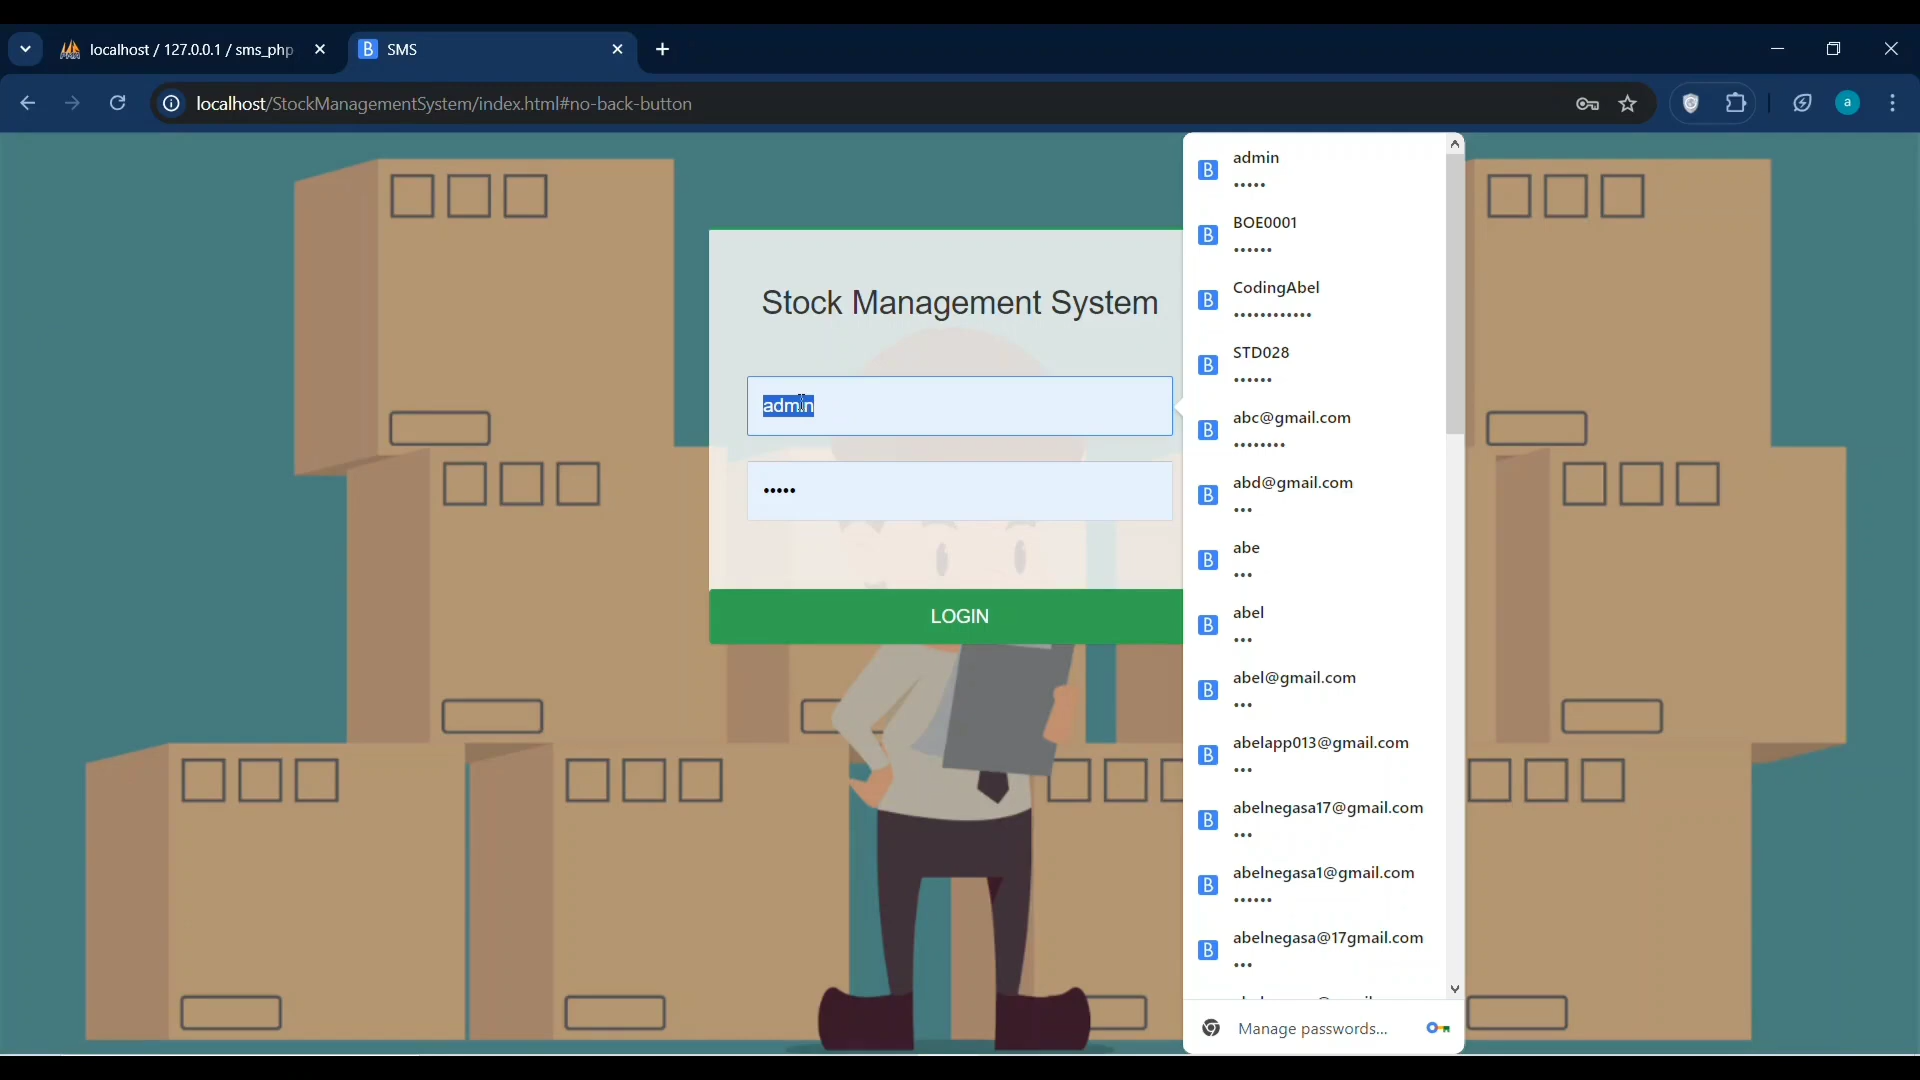 localhost / 127.0.0.1 / sms_php
B SMS
localhost/StockManagementSystem/index.html#no-back-button
a
Stock Management System
admin
•••••
LOGIN
B admin
•••••
B BOE0001
••••••
B CodingAbel
••••••••••••
B STD028
••••••
B abc@gmail.com
••••••••
B abd@gmail.com
•••
B abe
•••
B abel
•••
B abel@gmail.com
•••
B abelapp013@gmail.com
•••
B abelnegasa17@gmail.com
•••
B abelnegasa1@gmail.com
••••••
B abelnegasa@17gmail.com
•••
Manage passwords...